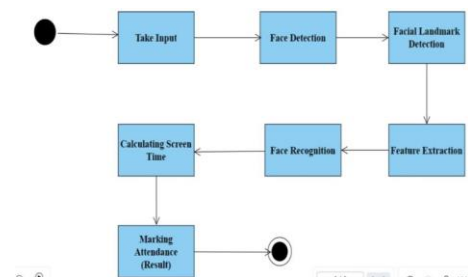 Take Input
Face Detection
Facial Landmark
Detection
Feature Extraction
Face Recognition
Calculating Screen
Time
Marking
Attendance
(Result)